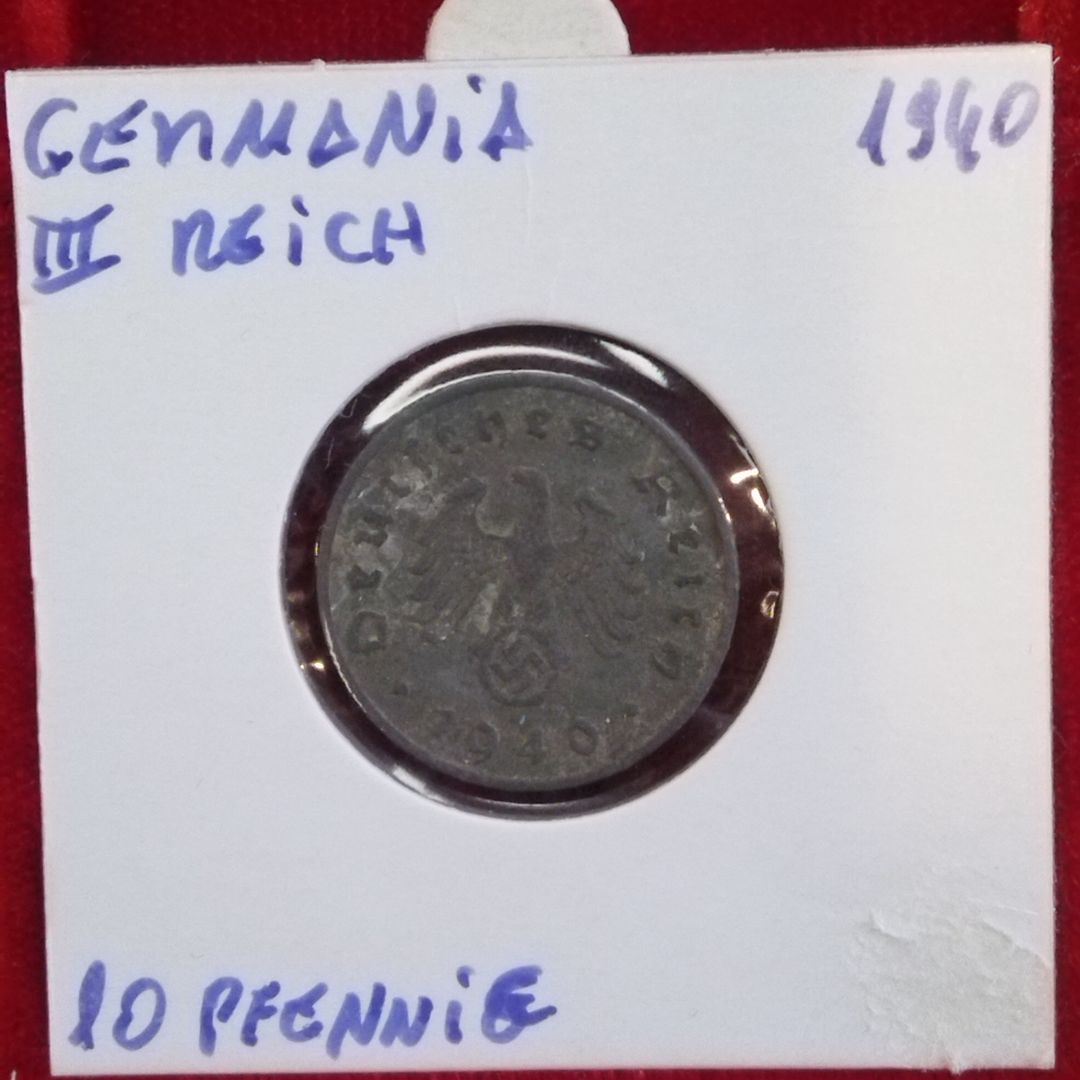 GERMANIA 1940
III REICH
Deutsches Reich
1940
10 PFENNIG